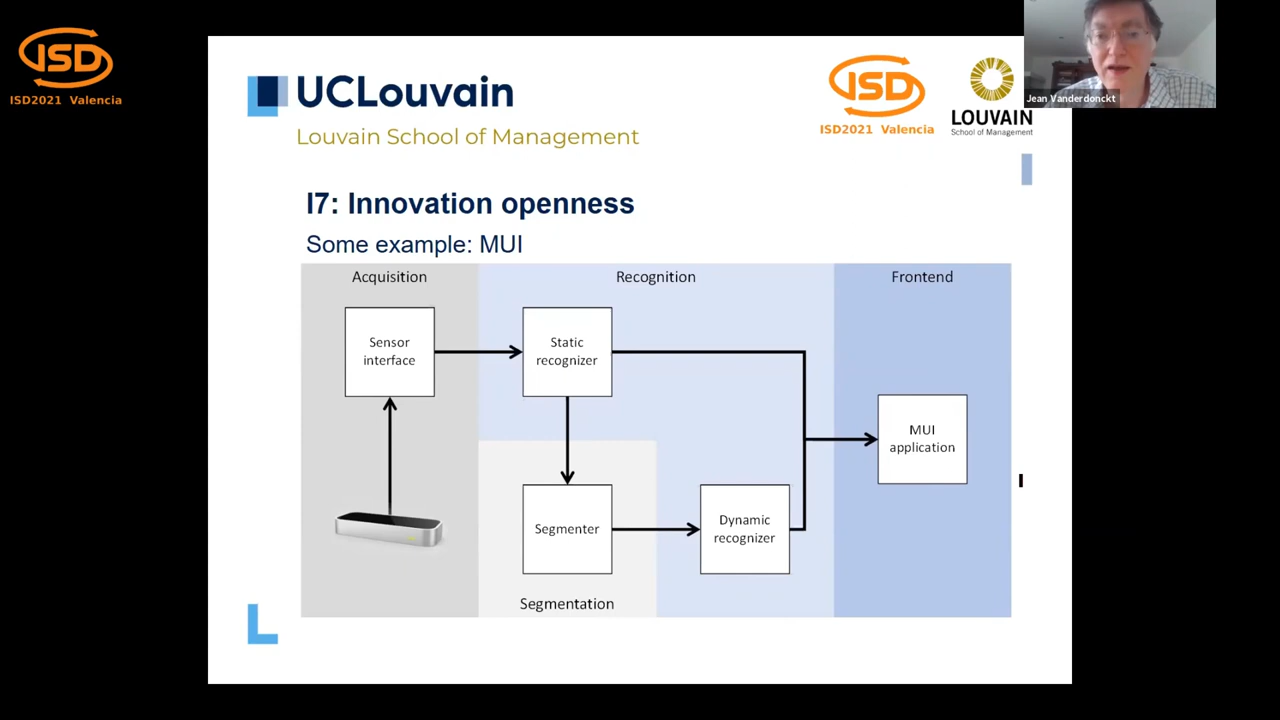 ISD
ISD2021 Valencia
UCLouvain
Louvain School of Management
ISD
ISD2021 Valencia
LOUVAIN
School of Management
Jean Vanderdonckt
I7: Innovation openness
Some example: MUI
Acquisition
Recognition
Frontend
Sensor
interface
Static
recognizer
MUI
application
Segmenter
Dynamic
recognizer
Segmentation